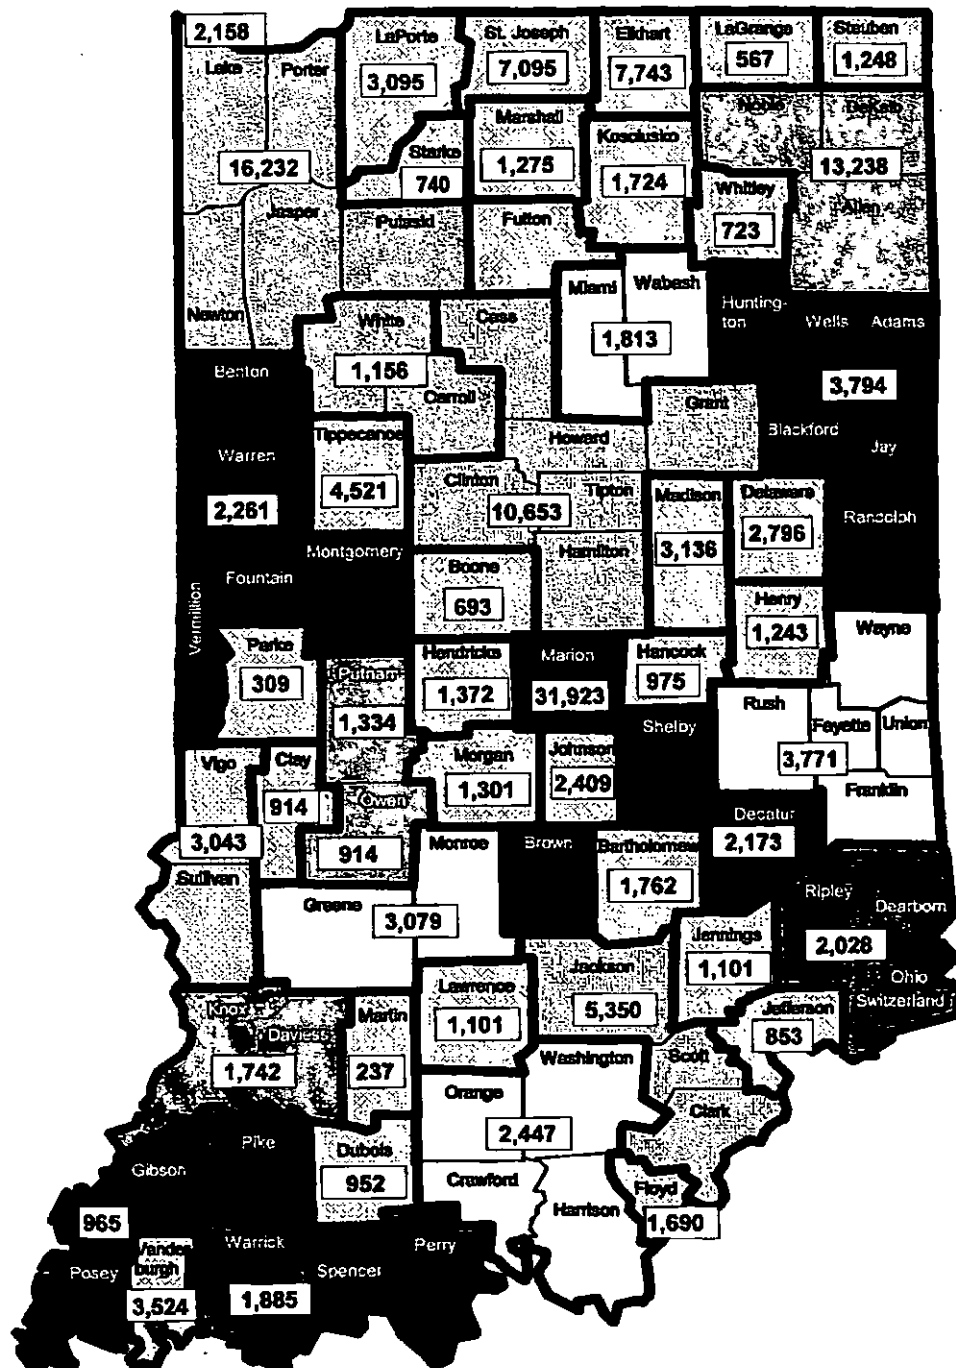 2,158
LaPorte
St. Joseph
Elkhart
LaGrange
Steuben
Lake
Porter
3,095
7,095
7,743
567
1,248
Noble
DeKalb
Marshall
Kosciusko
Starke
16,232
1,275
1,724
13,238
740
Whitley
Allen
Jasper
Pulaski
Fulton
723
Newton
Miami
Wabash
Hunting-
ton
Wells
Adams
White
Cass
1,813
Benton
1,156
3,794
Carroll
Grant
Blackford
Jay
Tippecanoe
Howard
Warren
Clinton
Tipton
Madison
Delaware
4,521
10,653
2,261
Randolph
2,796
3,136
Montgomery
Hamilton
Fountain
Boone
693
Henry
Vermillion
1,243
Wayne
Parke
Hendricks
Marion
Hancock
309
Putnam
1,372
31,923
975
Rush
1,334
Shelby
Fayette
Union
Vigo
Clay
Morgan
Johnson
3,771
1,301
2,409
Franklin
914
Owen
Decatur
3,043
914
Monroe
Brown
Bartholomew
2,173
Sullivan
1,762
Ripley
Dearborn
Greene
3,079
Jennings
2,028
Jackson
1,101
Ohio
Lawrence
Switzerland
Knox
Martin
5,350
Jefferson
Daviess
1,101
853
1,742
237
Washington
Scott
Orange
Clark
2,447
Pike
Dubois
Gibson
952
Crawford
Floyd
Harrison
965
1,690
Vander
burgh
Warrick
Perry
Posey
Spencer
3,524
1,885